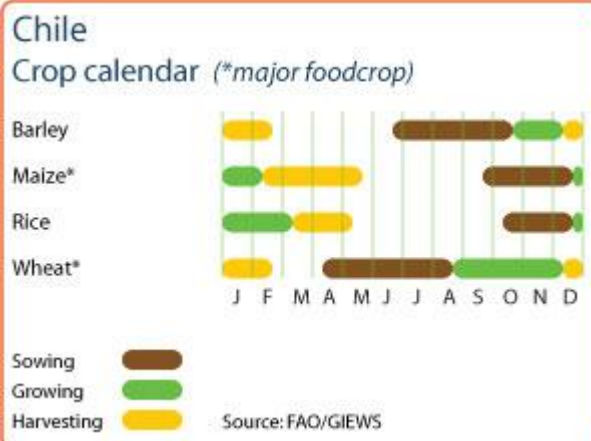 Chile
Crop calendar (*major foodcrop)
Barley
Maize*
Rice
Wheat*
J F M A M J J A S O N D
Sowing
Growing
Harvesting Source: FAO/GIEWS